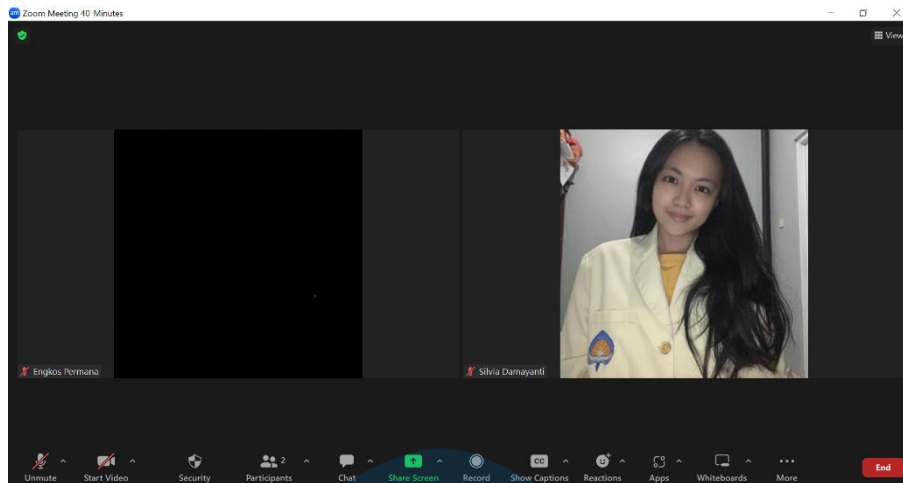 zm Zoom Meeting 40-Minutes
View
Engkos Permana
Silvia Damayanti
Unmute
Start Video
Security
Participants 2
Chat
Share Screen
Record
CC
Show Captions
Reactions
Apps
Whiteboards
More
End